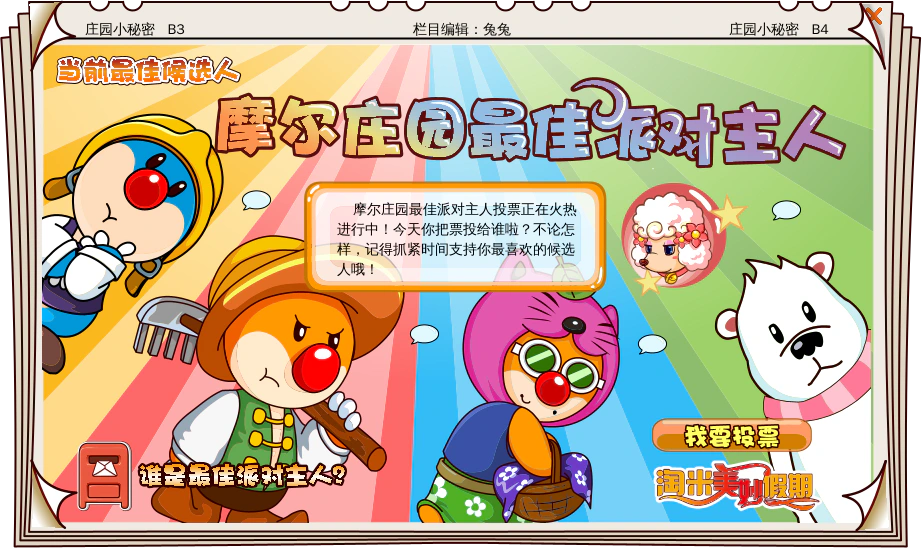 庄园小秘密 B3
栏目编辑：兔兔
庄园小秘密 B4
当前最佳候选人
摩尔庄园最佳派对主人
摩尔庄园最佳派对主人投票正在火热
进行中！今天你把票投给谁啦？不论怎
样，记得抓紧时间支持你最喜欢的候选
人哦！
我要投票
谁是最佳派对主人?
淘米美妙假期